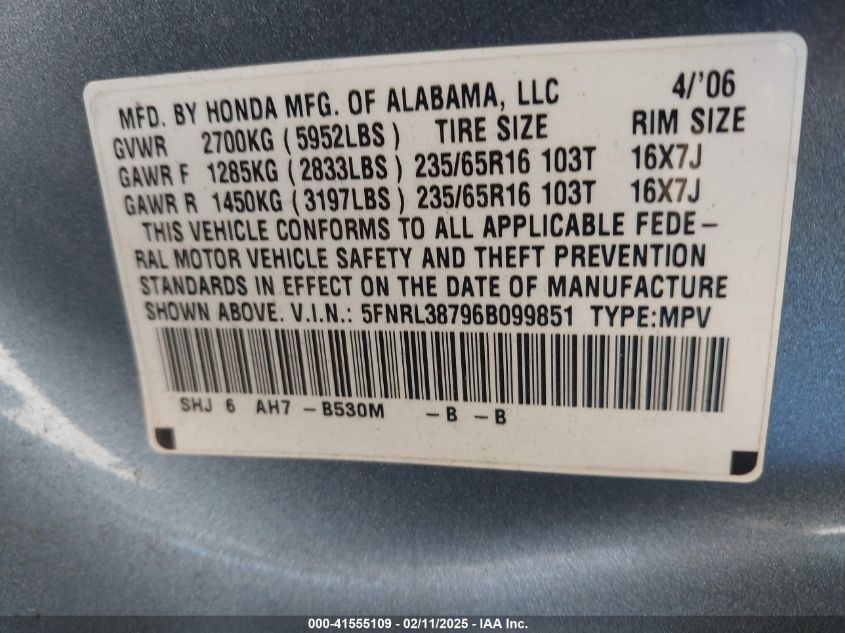 MFD. BY HONDA MFG. OF ALABAMA, LLC 4/'06
GVWR 2700KG (5952LBS) TIRE SIZE RIM SIZE
GAWR F 1285KG (2833LBS) 235/65R16 103T 16X7J
GAWR R 1450KG (3197LBS) 235/65R16 103T 16X7J
THIS VEHICLE CONFORMS TO ALL APPLICABLE FEDE-
RAL MOTOR VEHICLE SAFETY AND THEFT PREVENTION
STANDARDS IN EFFECT ON THE DATE OF MANUFACTURE
SHOWN ABOVE. V.I.N.: 5FNRL38796B099851 TYPE:MPV
SHJ 6 AH7 -B530M -B -B
000-41555109 - 02/11/2025 - IAA Inc.